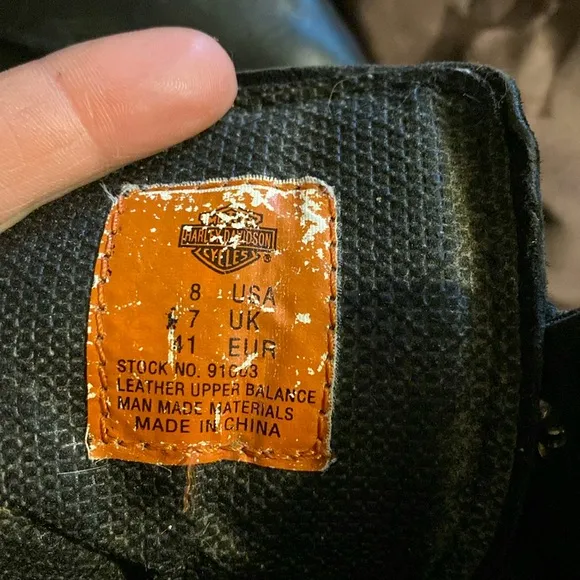 HARLEY-DAVIDSON
CYCLES
®
8 USA
7 UK
41 EUR
STOCK NO.
LEATHER UPPER BALANCE
MAN MADE MATERIALS
MADE IN CHINA